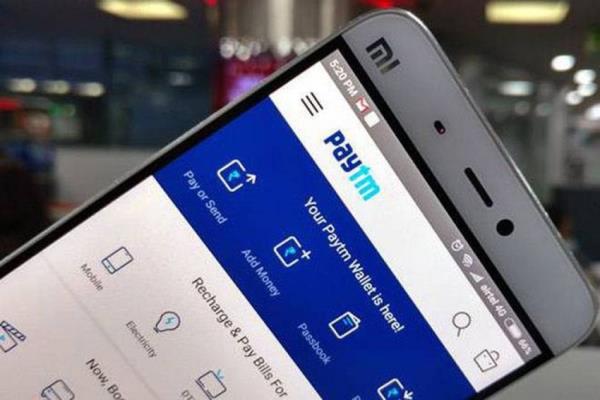 mi
5:20 PM
airtel 4G
66%
paytm
Your Paytm Wallet is here!
Pay or Send
Add Money
Passbook
Recharge & Pay Bills For
Mobile
Electricity
Now, Bo